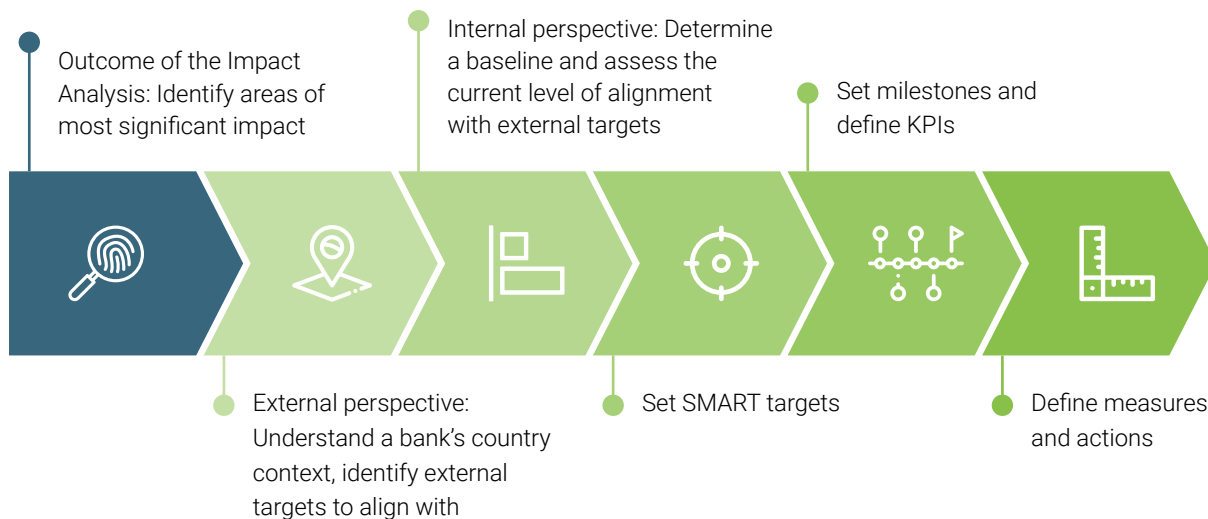 Outcome of the Impact
Analysis: Identify areas of
most significant impact
External perspective:
Understand a bank’s country
context, identify external
targets to align with
Internal perspective: Determine
a baseline and assess the
current level of alignment
with external targets
Set SMART targets
Set milestones and
define KPIs
Define measures
and actions